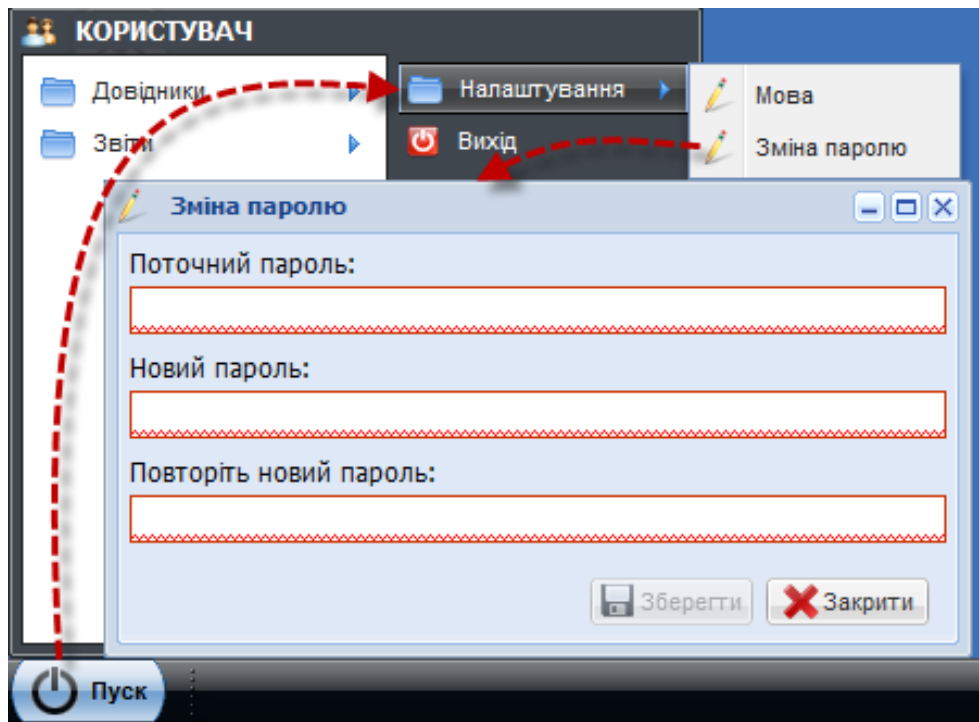 КОРИСТУВАЧ
Довідники
Звіти
Налаштування
Вихід
Мова
Зміна паролю
Зміна паролю
Поточний пароль:
Новий пароль:
Повторіть новий пароль:
Зберегти
Закрити
Пуск